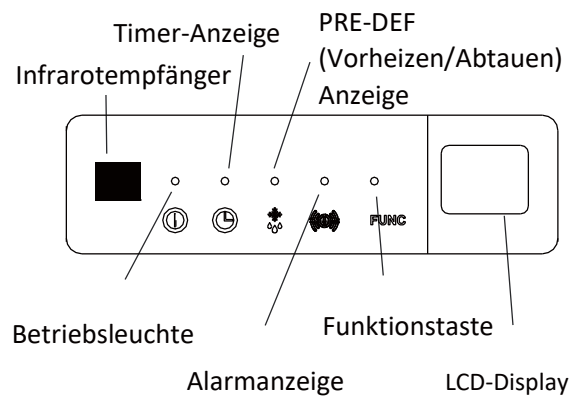 PRE-DEF
Timer-Anzeige
(Vorheizen/Abtauen)
Infrarotempfänger
Anzeige
FUNC
Betriebsleuchte
Funktionstaste
Alarmanzeige
LCD-Display